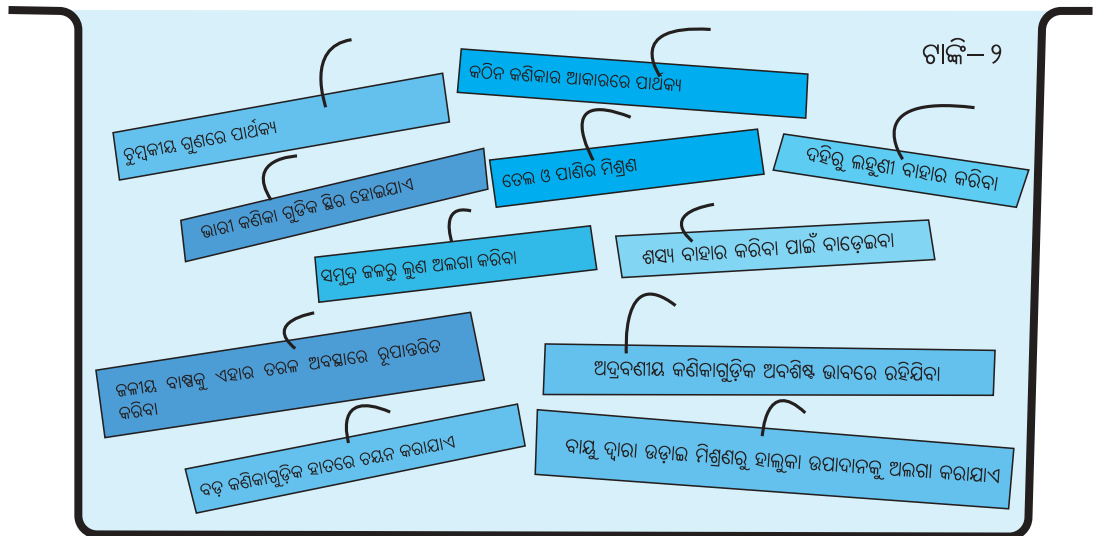 ଟାଙ୍କି– ୨
କଠିନ କଣିକାର ଆକାରରେ ପାର୍ଥକ୍ୟ
ଚୁମ୍ବକୀୟ ଗୁଣରେ ପାର୍ଥକ୍ୟ
ତେଲ ଓ ପାଣିର ମିଶ୍ରଣ
ଦହିରୁ ଲହୁଣୀ ବାହାର କରିବା
ଭାରୀ କଣିକା ଗୁଡିକ ସ୍ଥିର ହୋଇଯାଏ
ଶସ୍ୟ ବାହାର କରିବା ପାଇଁ ବାଡ଼େଇବା
ସମୁଦ୍ର ଜଳରୁ ଲୁଣ ଅଲଗା କରିବା
ଜଳୀୟ ବାଷ୍ପକୁ ଏହାର ତରଳ ଅବସ୍ଥାରେ ରୂପାନ୍ତରିତ
କରିବା
ଅଦ୍ରବଣୀୟ କଣିକାଗୁଡ଼ିକ ଅବଶିଷ୍ଟ ଭାବରେ ରହିଯିବା
ବଡ଼ କଣିକାଗୁଡ଼ିକ ହାତରେ ଚୟନ କରାଯାଏ
ବାୟୁ ଦ୍ୱାରା ଉଡ଼ାଇ ମିଶ୍ରଣରୁ ହାଲୁକା ଉପାଦାନକୁ ଅଲଗା କରାଯାଏ